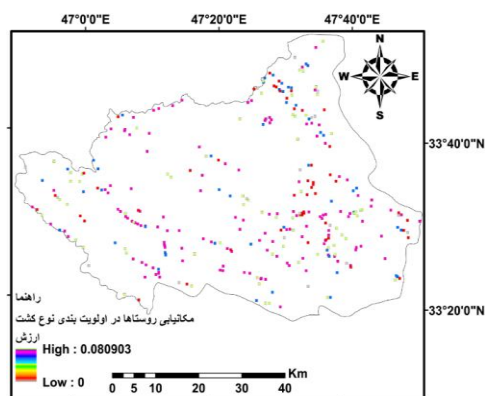 47°0'0"E 47°20'0"E 47°40'0"E
N
W E
S
33°40'0"N
33°20'0"N
راهنما
مکانیابی روستاها در اولویت بندی نوع کشت
ارزش
High : 0.080903
Low : 0
Km
0 5 10 20 30 40